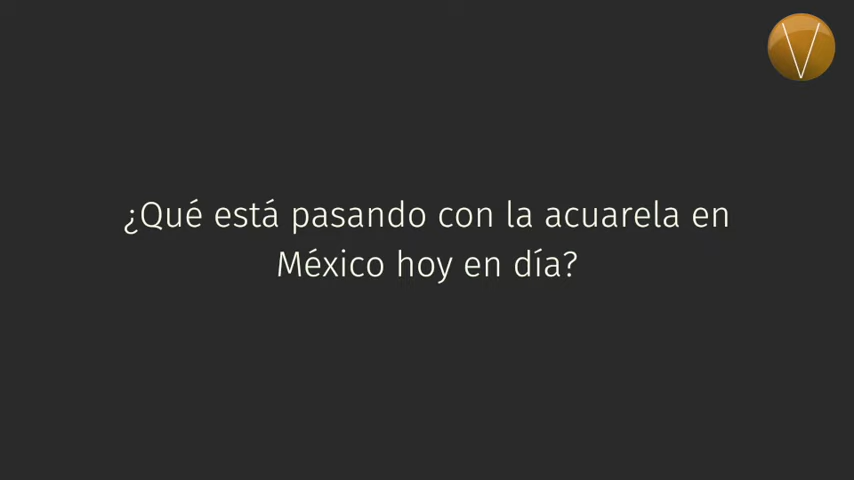 ¿Qué está pasando con la acuarela en
México hoy en día?